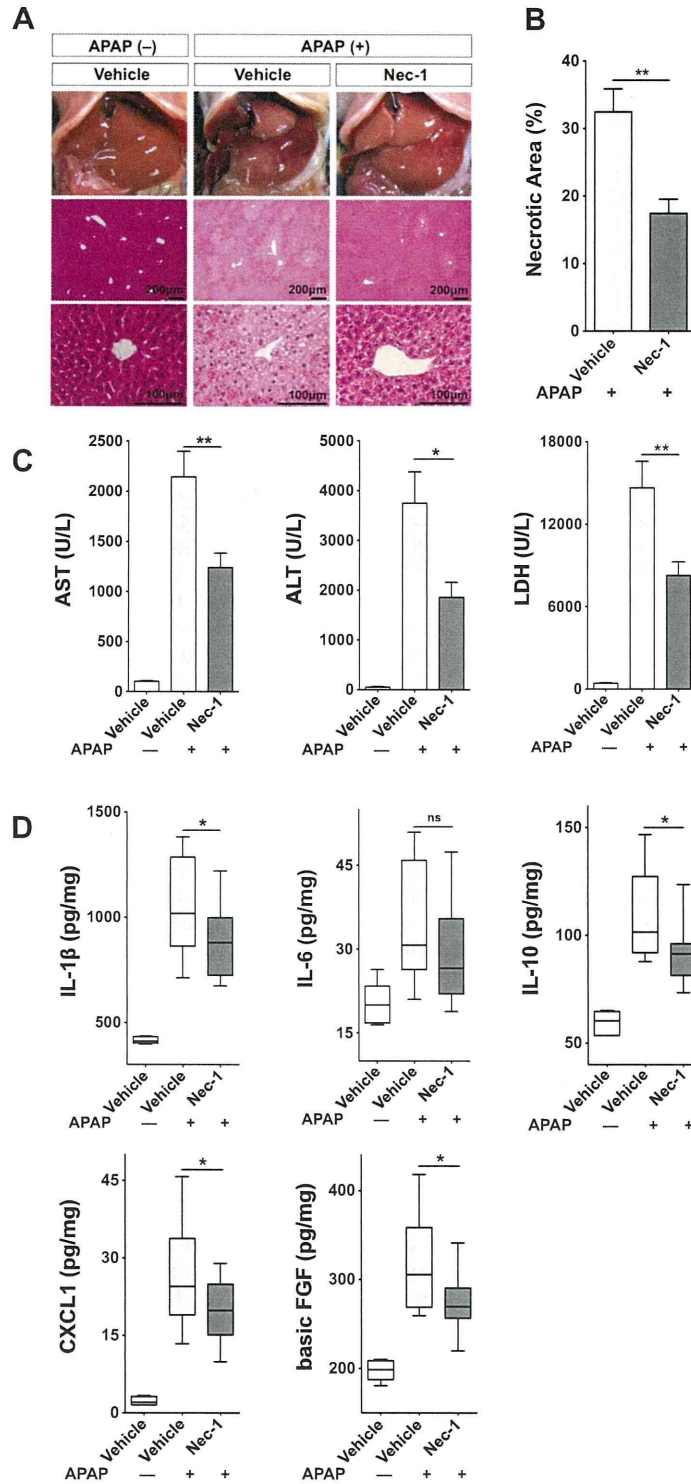 A
APAP (–) APAP (+)
Vehicle Vehicle Nec-1
200μm 200μm 200μm
100μm 100μm 100μm
B
Necrotic Area (%)
40
30
20
10
0
**
Vehicle Nec-1
APAP + +
C
AST (U/L)
2500
2000
1500
1000
500
0
**
Vehicle Vehicle Nec-1
APAP — + +
ALT (U/L)
5000
4000
3000
2000
1000
0
*
Vehicle Vehicle Nec-1
APAP — + +
LDH (U/L)
18000
12000
6000
0
**
Vehicle Vehicle Nec-1
APAP — + +
D
IL-1β (pg/mg)
1500
1000
500
*
Vehicle Vehicle Nec-1
APAP — + +
IL-6 (pg/mg)
45
30
15
ns
Vehicle Vehicle Nec-1
APAP — + +
IL-10 (pg/mg)
150
100
50
*
Vehicle Vehicle Nec-1
APAP — + +
CXCL1 (pg/mg)
45
30
15
0
*
Vehicle Vehicle Nec-1
APAP — + +
basic FGF (pg/mg)
400
300
200
*
Vehicle Vehicle Nec-1
APAP — + +